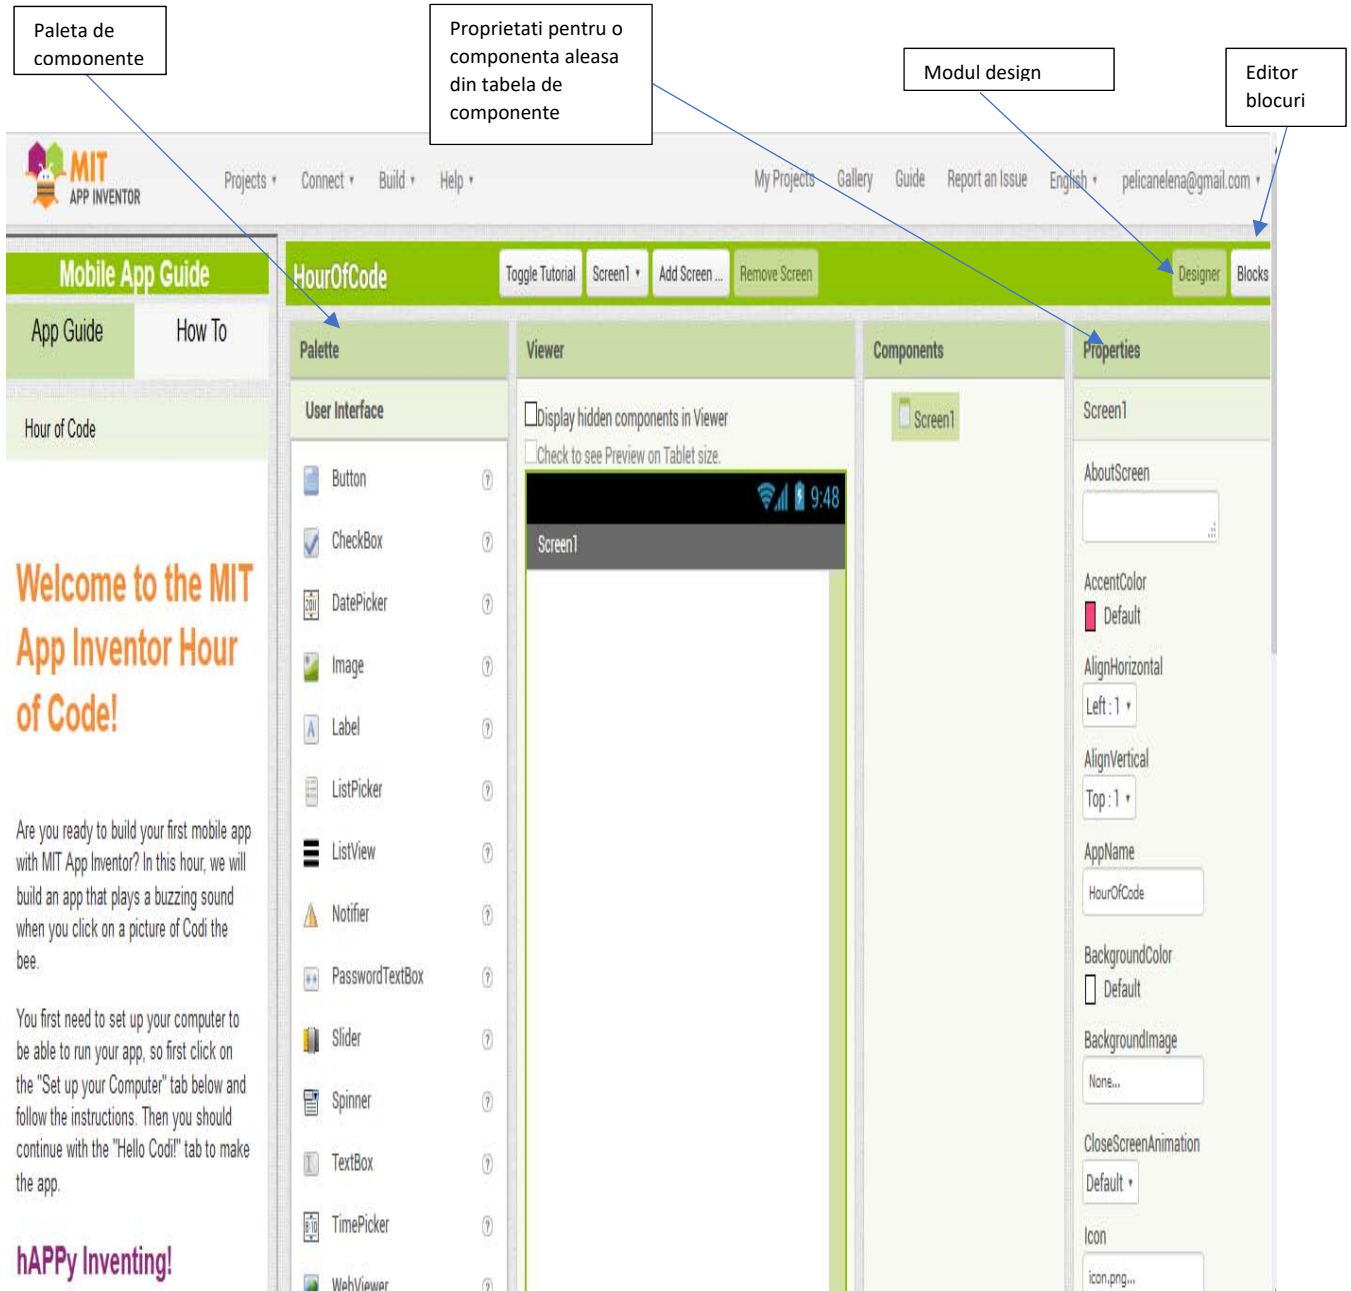 Paleta de
componente
Proprietati pentru o
componenta aleasa
din tabela de
componente
Modul design
Editor
blocuri
MIT
APP INVENTOR
Projects
Connect
Build
Help
My Projects
Gallery
Guide
Report an Issue
English
pelicanelena@gmail.com
Mobile App Guide
App Guide
How To
Hour of Code
Welcome to the MIT
App Inventor Hour
of Code!
Are you ready to build your first mobile app
with MIT App Inventor? In this hour, we will
build an app that plays a buzzing sound
when you click on a picture of Codi the
bee.
You first need to set up your computer to
be able to run your app, so first click on
the "Set up your Computer" tab below and
follow the instructions. Then you should
continue with the "Hello Codi!" tab to make
the app.
hAPPy Inventing!
HourOfCode
Toggle Tutorial
Screen1
Add Screen ...
Remove Screen
Designer
Blocks
Palette
User Interface
Button
CheckBox
DatePicker
Image
Label
ListPicker
ListView
Notifier
PasswordTextBox
Slider
Spinner
TextBox
TimePicker
WebViewer
Viewer
Display hidden components in Viewer
Check to see Preview on Tablet size.
9:48
Screen1
Components
Screen1
Properties
Screen1
AboutScreen
AccentColor
Default
AlignHorizontal
Left : 1
AlignVertical
Top : 1
AppName
HourOfCode
BackgroundColor
Default
BackgroundImage
None...
CloseScreenAnimation
Default
Icon
icon.png...